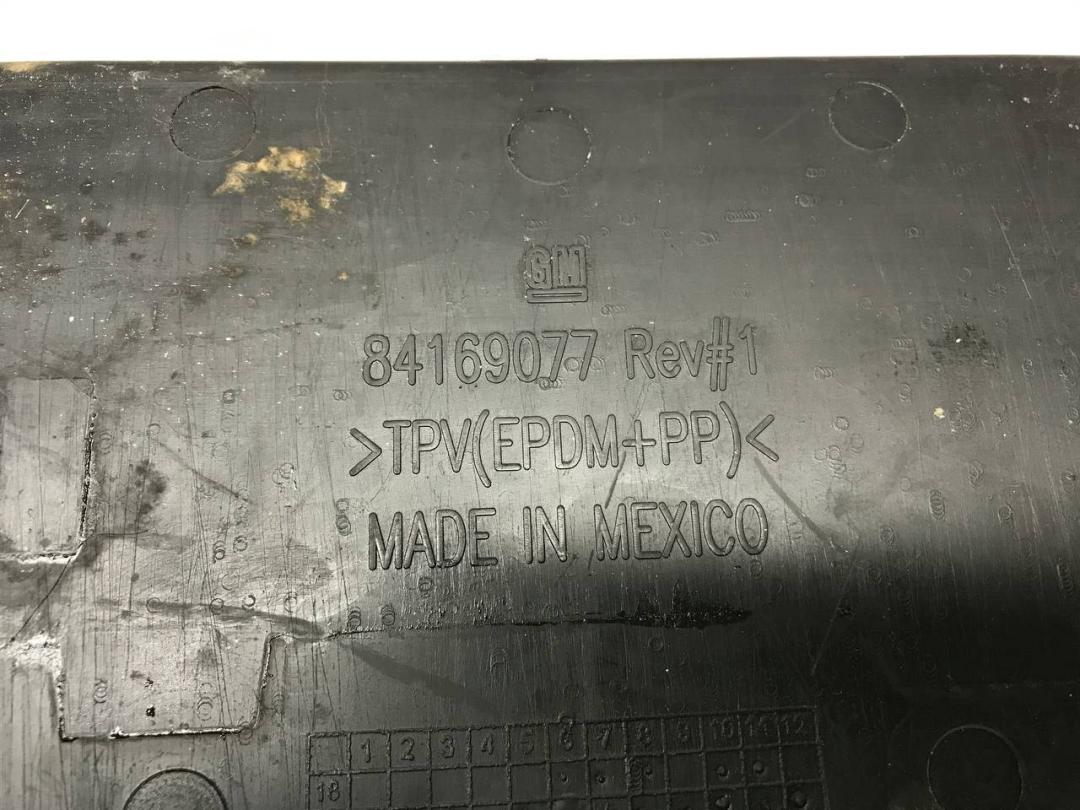 GM
84169077 Rev#1
>TPV(EPDM+PP)<
MADE IN MEXICO
1 2 3 4 5 6 7 8 9 10 11 12
18